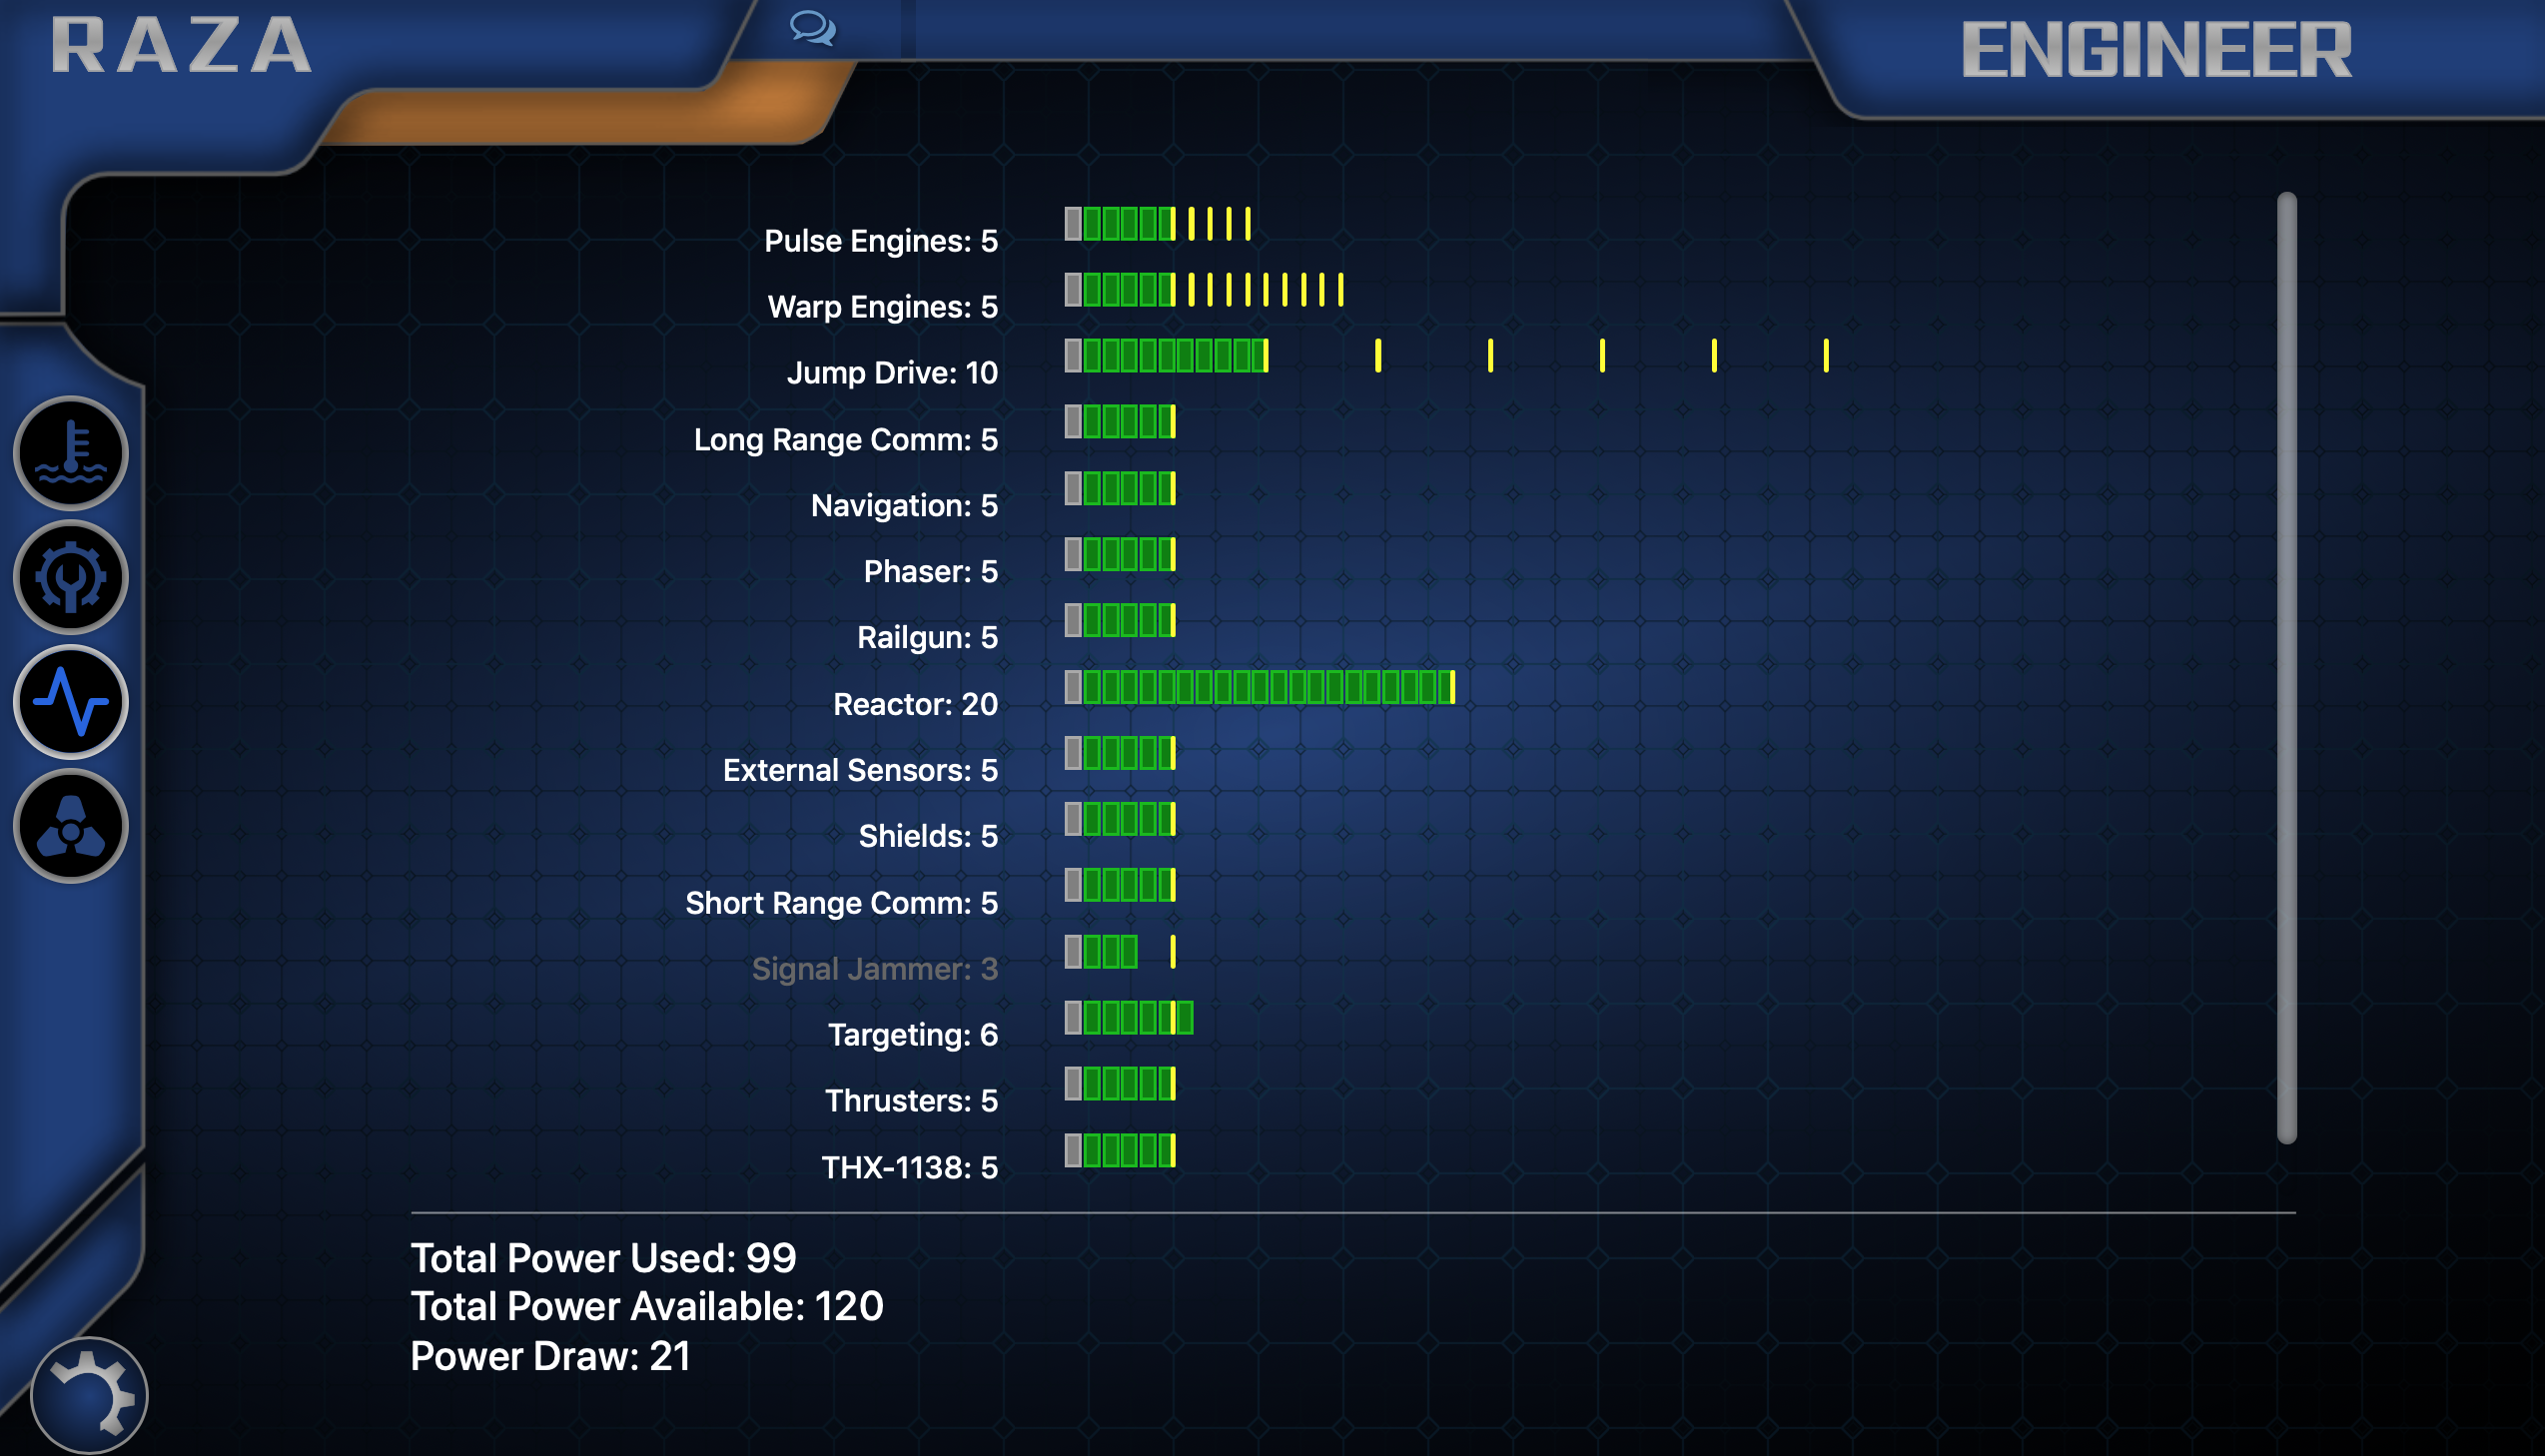 RAZA
ENGINEER
Pulse Engines: 5
Warp Engines: 5
Jump Drive: 10
Long Range Comm: 5
Navigation: 5
Phaser: 5
Railgun: 5
Reactor: 20
External Sensors: 5
Shields: 5
Short Range Comm: 5
Signal Jammer: 3
Targeting: 6
Thrusters: 5
THX-1138: 5
Total Power Used: 99
Total Power Available: 120
Power Draw: 21